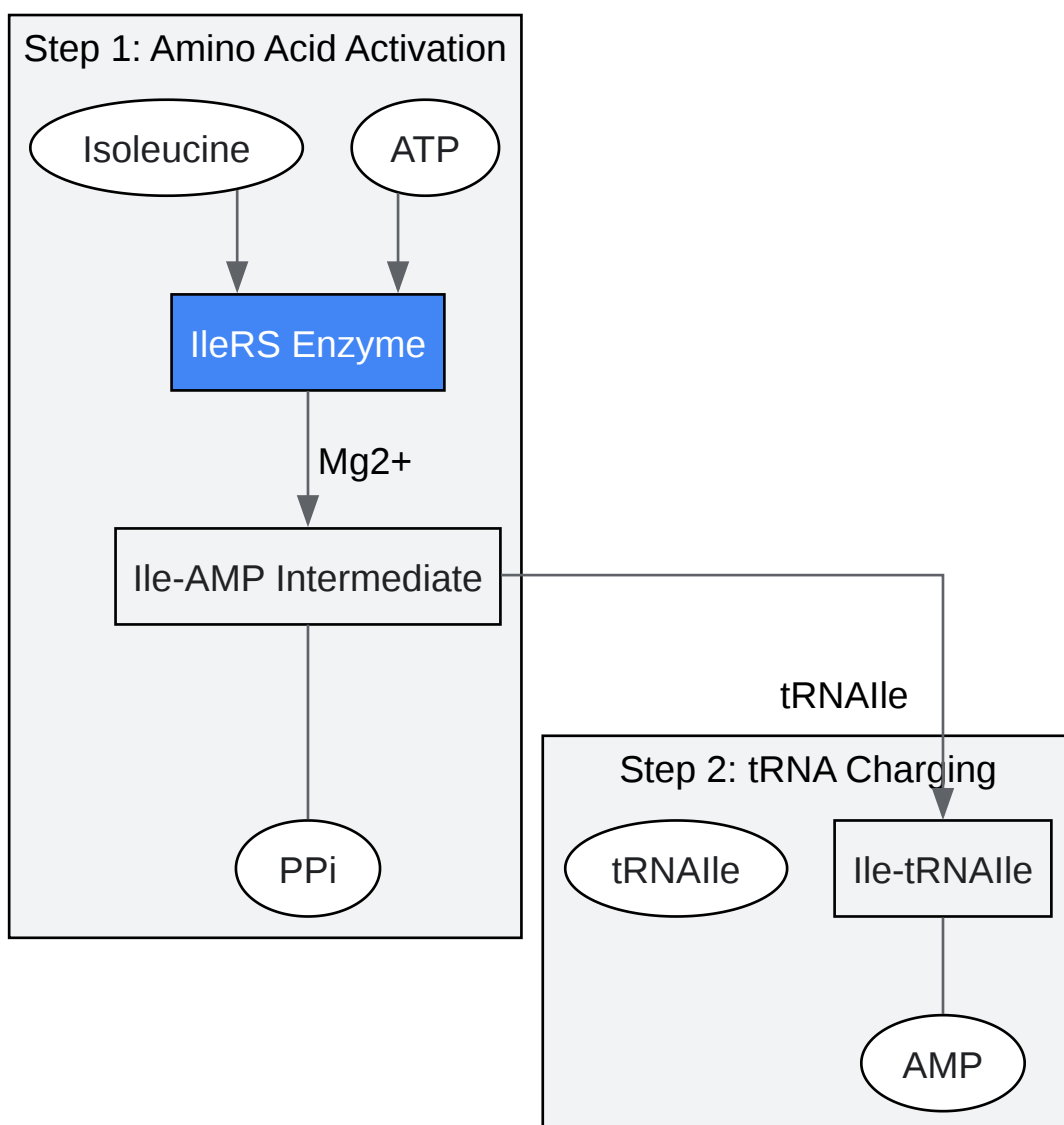 Step 1: Amino Acid Activation
Isoleucine
ATP
IleRS Enzyme
Mg2+
Ile-AMP Intermediate
PPi
tRNAIle
Step 2: tRNA Charging
tRNAIle
Ile-tRNAIle
AMP